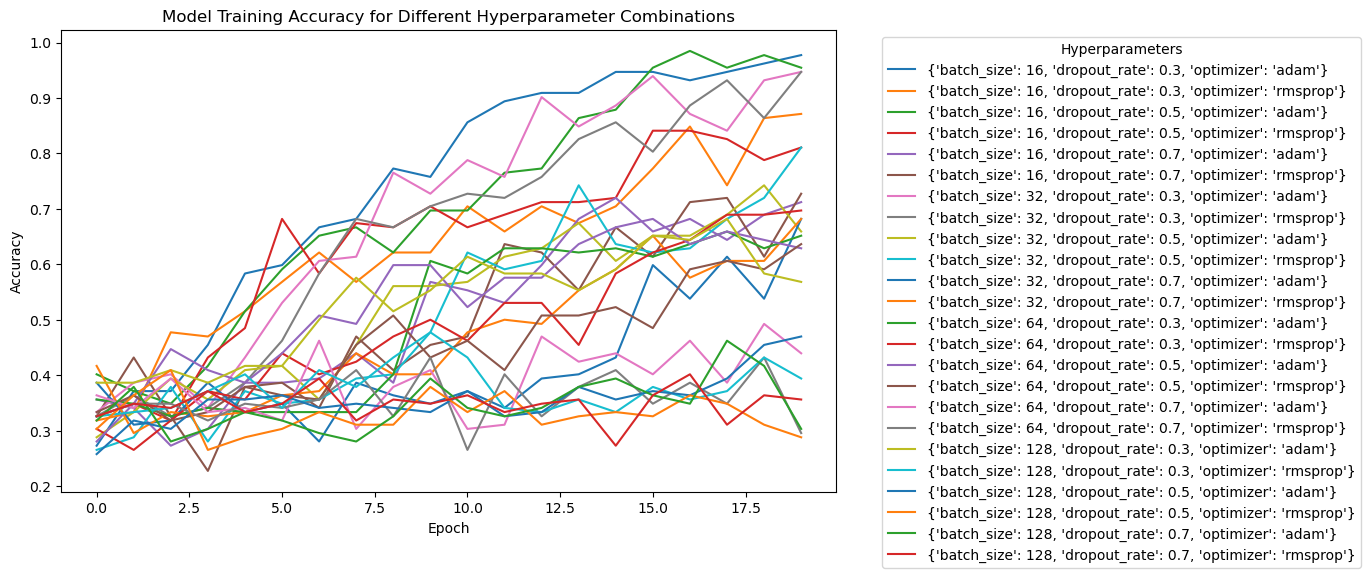 Model Training Accuracy for Different Hyperparameter Combinations
1.0
0.9
0.8
0.7
0.6
0.5
0.4
0.3
0.2
Accuracy
0.0 2.5 5.0 7.5 10.0 12.5 15.0 17.5
Epoch
Hyperparameters
{'batch_size': 16, 'dropout_rate': 0.3, 'optimizer': 'adam'}
{'batch_size': 16, 'dropout_rate': 0.3, 'optimizer': 'rmsprop'}
{'batch_size': 16, 'dropout_rate': 0.5, 'optimizer': 'adam'}
{'batch_size': 16, 'dropout_rate': 0.5, 'optimizer': 'rmsprop'}
{'batch_size': 16, 'dropout_rate': 0.7, 'optimizer': 'adam'}
{'batch_size': 16, 'dropout_rate': 0.7, 'optimizer': 'rmsprop'}
{'batch_size': 32, 'dropout_rate': 0.3, 'optimizer': 'adam'}
{'batch_size': 32, 'dropout_rate': 0.3, 'optimizer': 'rmsprop'}
{'batch_size': 32, 'dropout_rate': 0.5, 'optimizer': 'adam'}
{'batch_size': 32, 'dropout_rate': 0.5, 'optimizer': 'rmsprop'}
{'batch_size': 32, 'dropout_rate': 0.7, 'optimizer': 'adam'}
{'batch_size': 32, 'dropout_rate': 0.7, 'optimizer': 'rmsprop'}
{'batch_size': 64, 'dropout_rate': 0.3, 'optimizer': 'adam'}
{'batch_size': 64, 'dropout_rate': 0.3, 'optimizer': 'rmsprop'}
{'batch_size': 64, 'dropout_rate': 0.5, 'optimizer': 'adam'}
{'batch_size': 64, 'dropout_rate': 0.5, 'optimizer': 'rmsprop'}
{'batch_size': 64, 'dropout_rate': 0.7, 'optimizer': 'adam'}
{'batch_size': 64, 'dropout_rate': 0.7, 'optimizer': 'rmsprop'}
{'batch_size': 128, 'dropout_rate': 0.3, 'optimizer': 'adam'}
{'batch_size': 128, 'dropout_rate': 0.3, 'optimizer': 'rmsprop'}
{'batch_size': 128, 'dropout_rate': 0.5, 'optimizer': 'adam'}
{'batch_size': 128, 'dropout_rate': 0.5, 'optimizer': 'rmsprop'}
{'batch_size': 128, 'dropout_rate': 0.7, 'optimizer': 'adam'}
{'batch_size': 128, 'dropout_rate': 0.7, 'optimizer': 'rmsprop'}